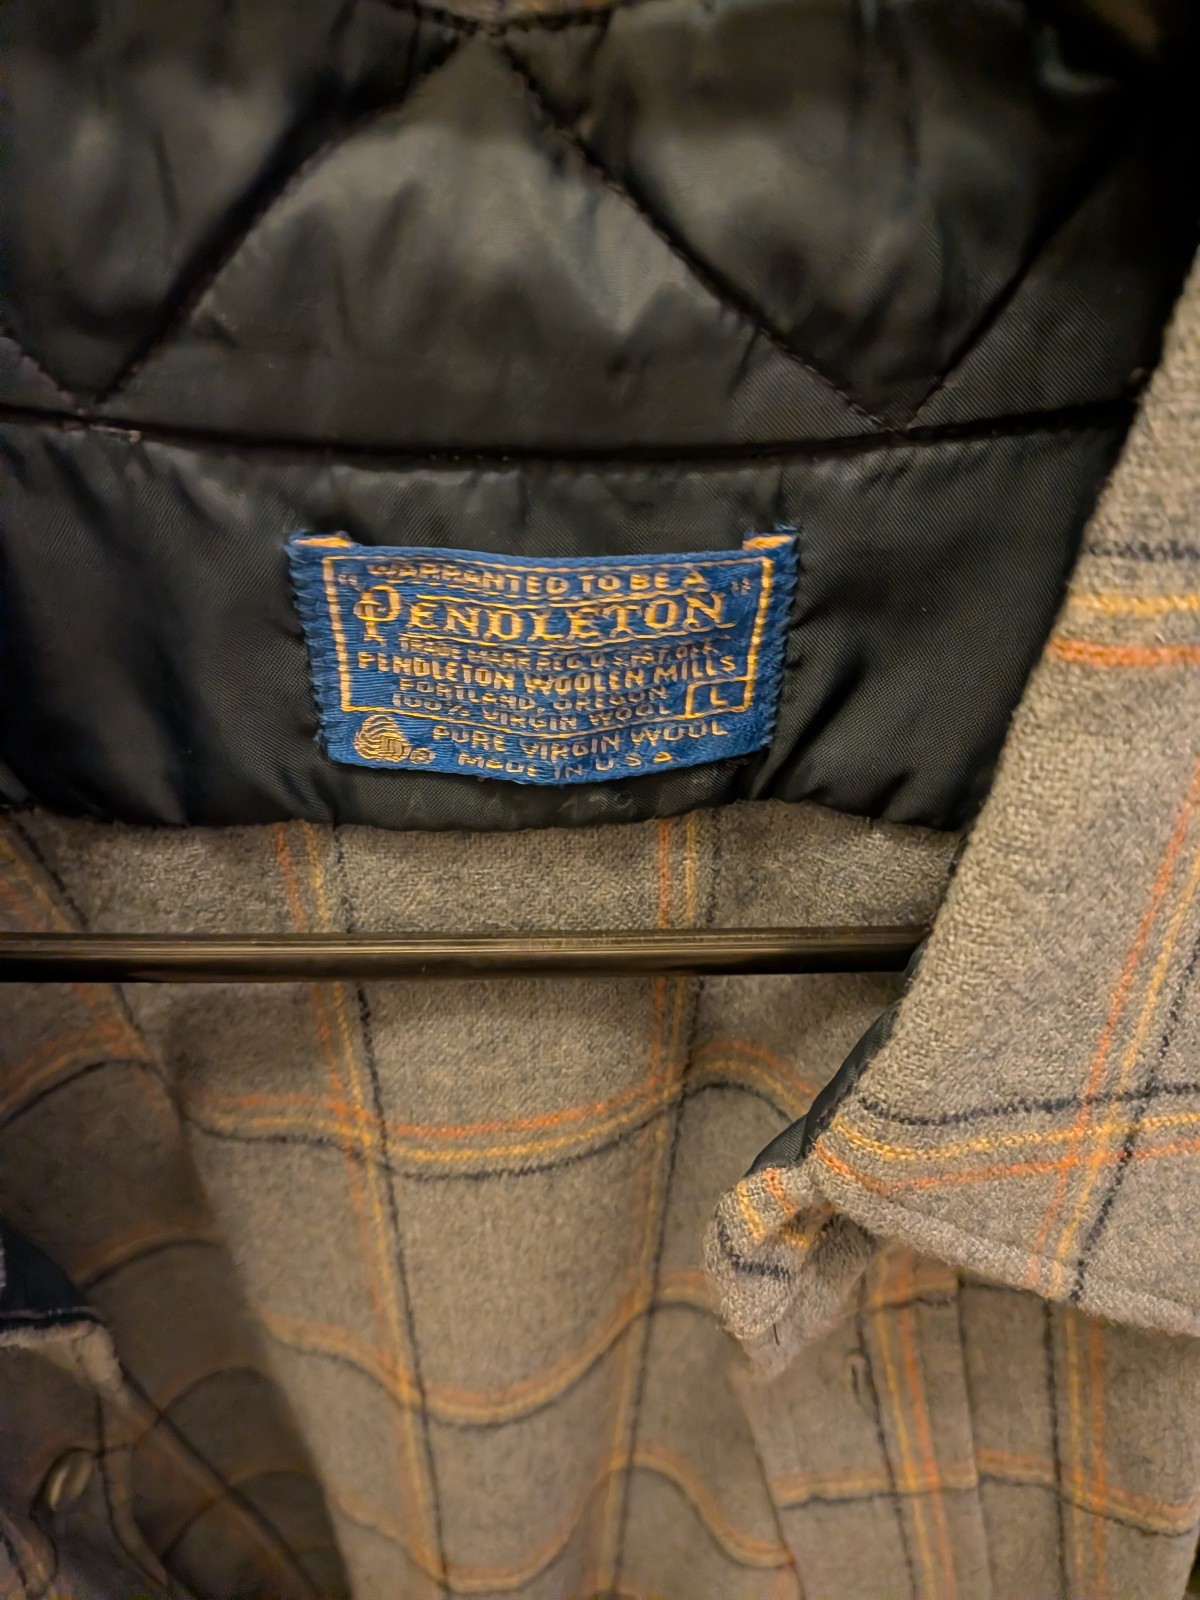 WARRANTED TO BE A
"PENDLETON"
TRADE MARK REG. U.S. PAT. OFF.
PENDLETON WOOLEN MILLS
PORTLAND, OREGON
100% VIRGIN WOOL L
PURE VIRGIN WOOL
MADE IN U.S.A